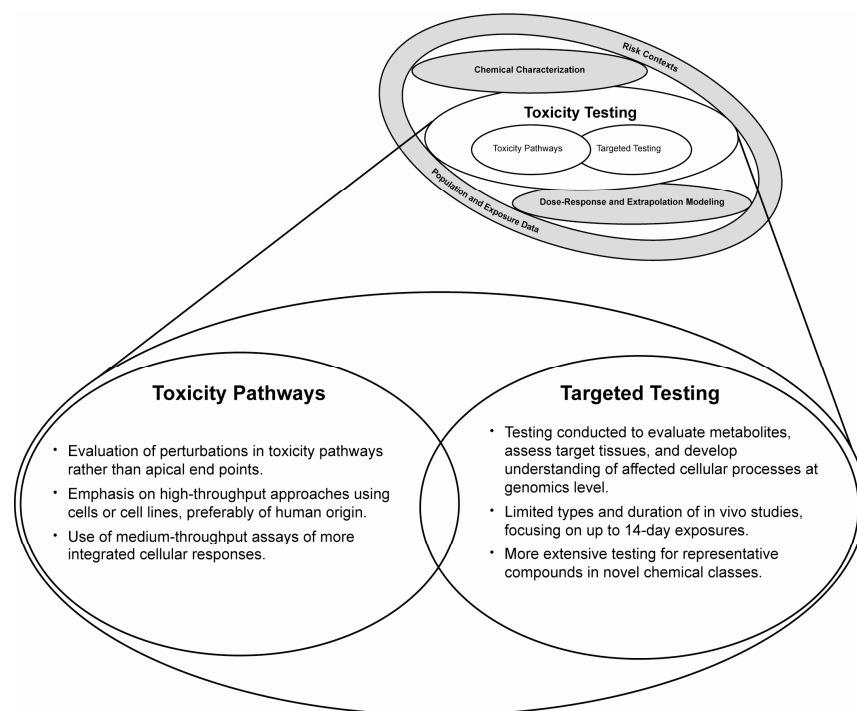 Risk Contexts
Chemical Characterization
Toxicity Testing
Toxicity Pathways
Targeted Testing
Population and Exposure Data
Dose-Response and Extrapolation Modeling
Toxicity Pathways
• Evaluation of perturbations in toxicity pathways
rather than apical end points.
• Emphasis on high-throughput approaches using
cells or cell lines, preferably of human origin.
• Use of medium-throughput assays of more
integrated cellular responses.
Targeted Testing
• Testing conducted to evaluate metabolites,
assess target tissues, and develop
understanding of affected cellular processes at
genomics level.
• Limited types and duration of in vivo studies,
focusing on up to 14-day exposures.
• More extensive testing for representative
compounds in novel chemical classes.